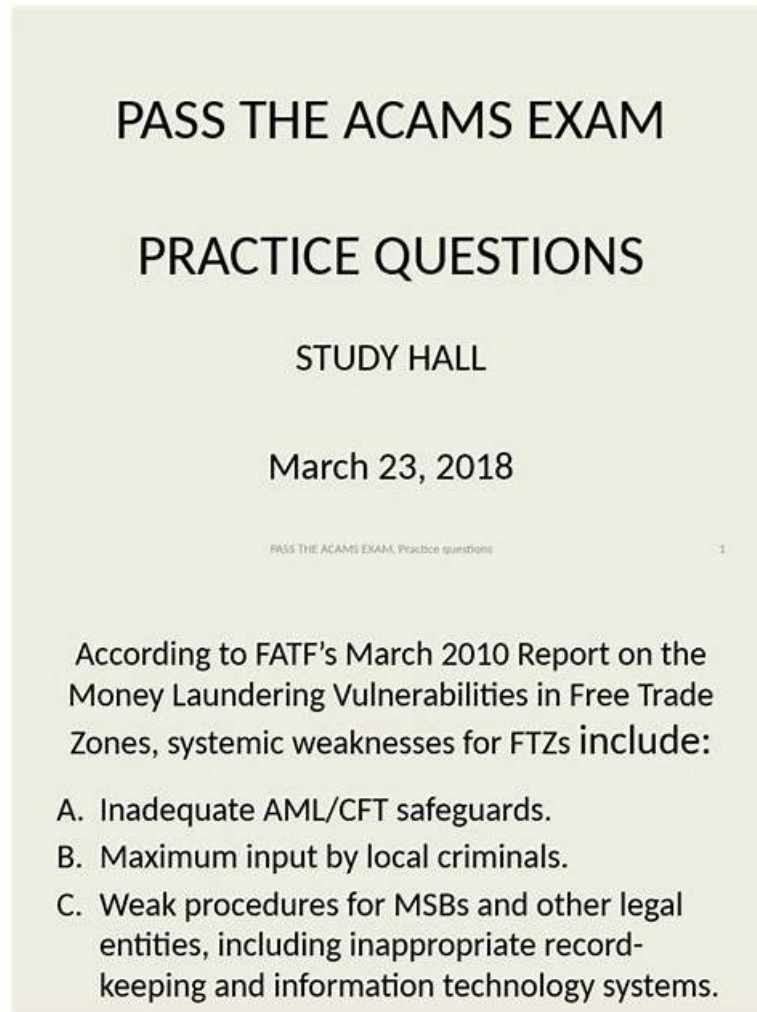 PASS THE ACAMS EXAM
PRACTICE QUESTIONS
STUDY HALL
March 23, 2018
PASS THE ACAMS EXAM, Practice questions 1
According to FATF’s March 2010 Report on the
Money Laundering Vulnerabilities in Free Trade
Zones, systemic weaknesses for FTZs include:
A. Inadequate AML/CFT safeguards.
B. Maximum input by local criminals.
C. Weak procedures for MSBs and other legal
entities, including inappropriate record-
keeping and information technology systems.